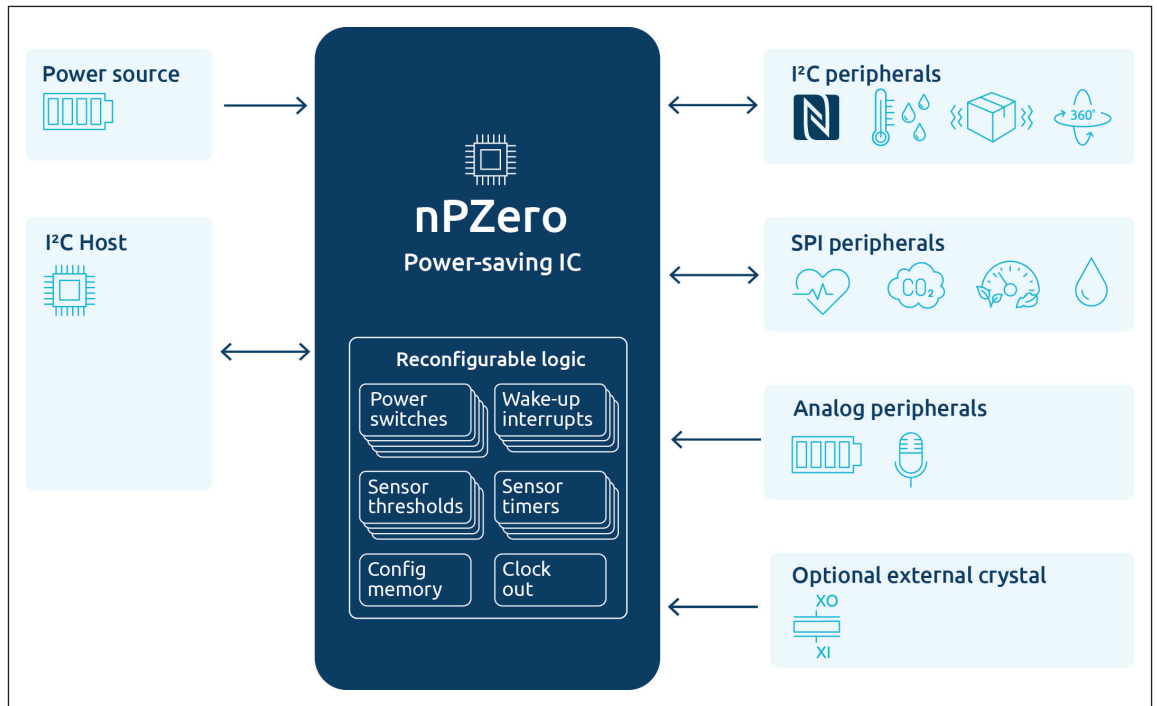 Power source
I²C Host
nPZero
Power-saving IC
Reconfigurable logic
Power
switches
Wake-up
interrupts
Sensor
thresholds
Sensor
timers
Config
memory
Clock
out
I²C peripherals
360°
SPI peripherals
CO₂
Analog peripherals
Optional external crystal
XO
XI